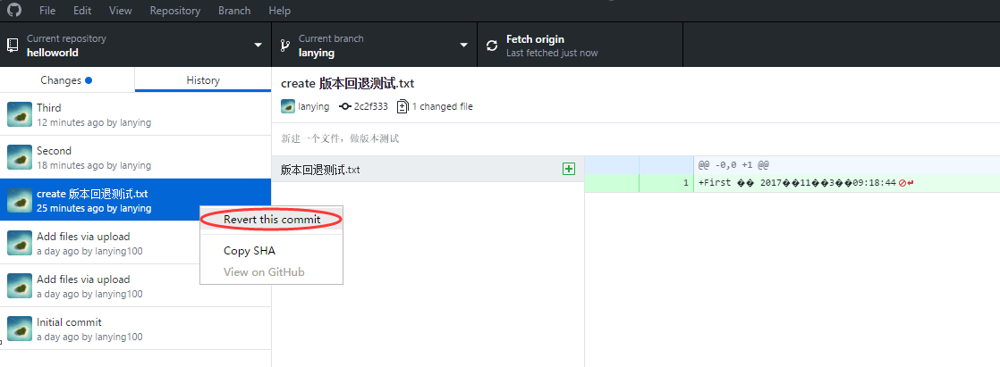 File Edit View Repository Branch Help
Current repository
helloworld
Current branch
lanying
Fetch origin
Last fetched just now
Changes History
Third
12 minutes ago by lanying
Second
18 minutes ago by lanying
create 版本回退测试.txt
25 minutes ago by lanying
Add files via upload
a day ago by lanying100
Add files via upload
a day ago by lanying100
Initial commit
a day ago by lanying100
Revert this commit
Copy SHA
View on GitHub
create 版本回退测试.txt
lanying 2c2f333 1 changed file
新建一个文件，做版本测试
版本回退测试.txt
@@ -0,0 +1 @@
1 +First �� 2017��11��3��09:18:44